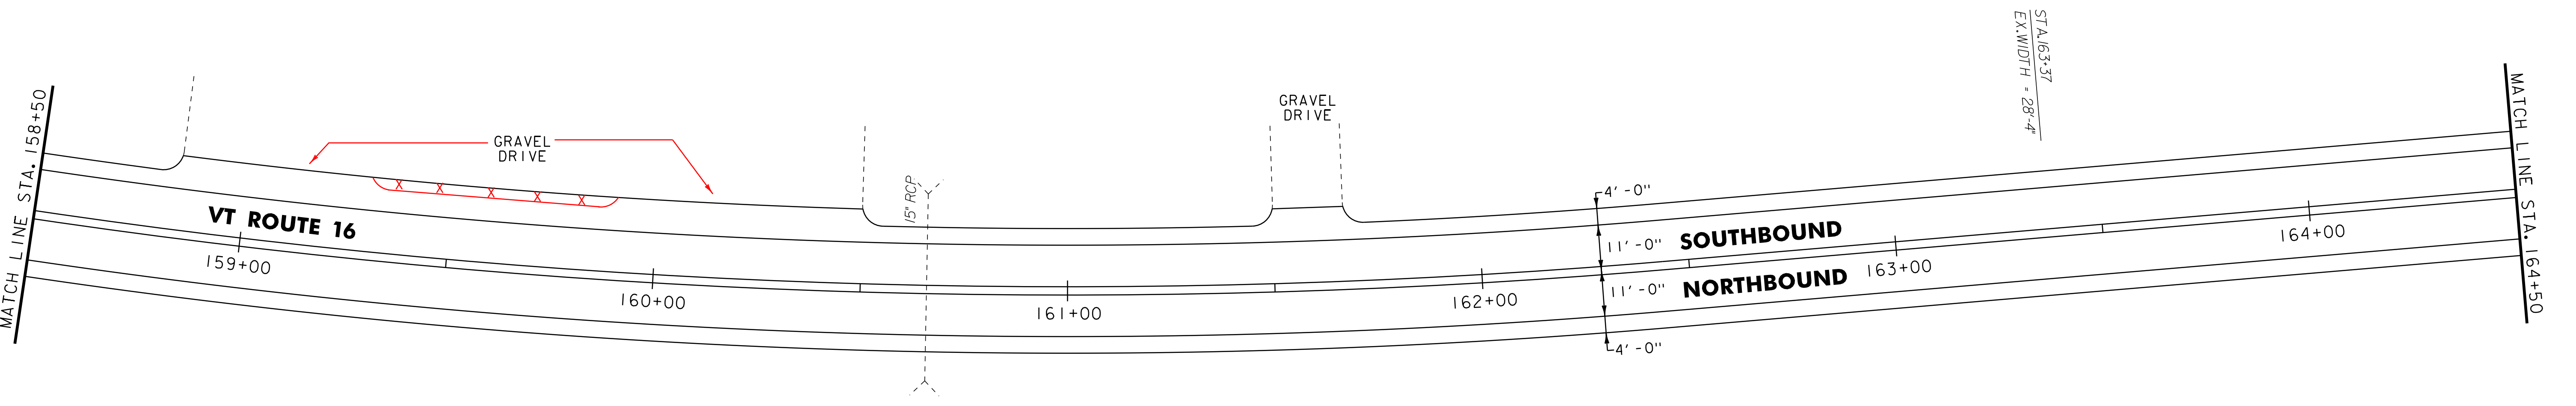 MATCH LINE STA. 158+50
VT ROUTE 16
159+00
GRAVEL
DRIVE
160+00
15" RCP
161+00
GRAVEL
DRIVE
162+00
4'-0"
11'-0"
11'-0"
4'-0"
SOUTHBOUND
NORTHBOUND
163+00
STA.163+37
EX.WIDTH = 28'-4"
164+00
MATCH LINE STA. 164+50